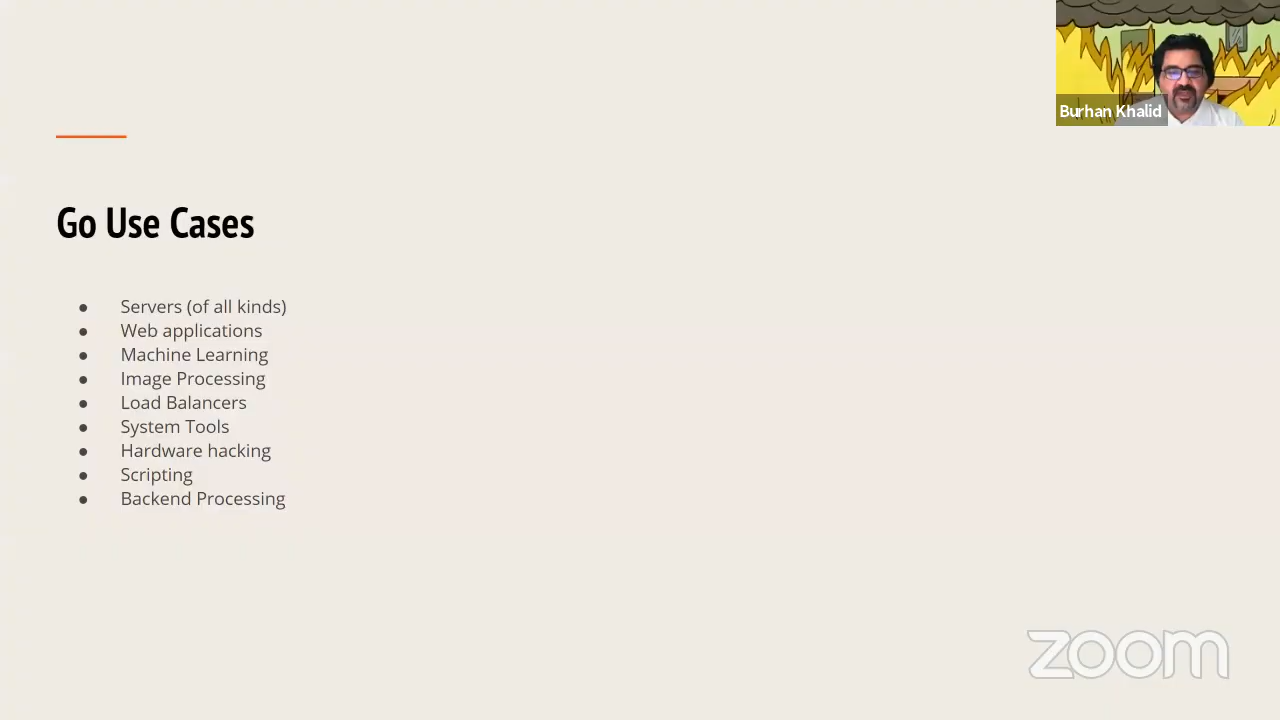 Burhan Khalid
Go Use Cases
● Servers (of all kinds)
● Web applications
● Machine Learning
● Image Processing
● Load Balancers
● System Tools
● Hardware hacking
● Scripting
● Backend Processing
zoom